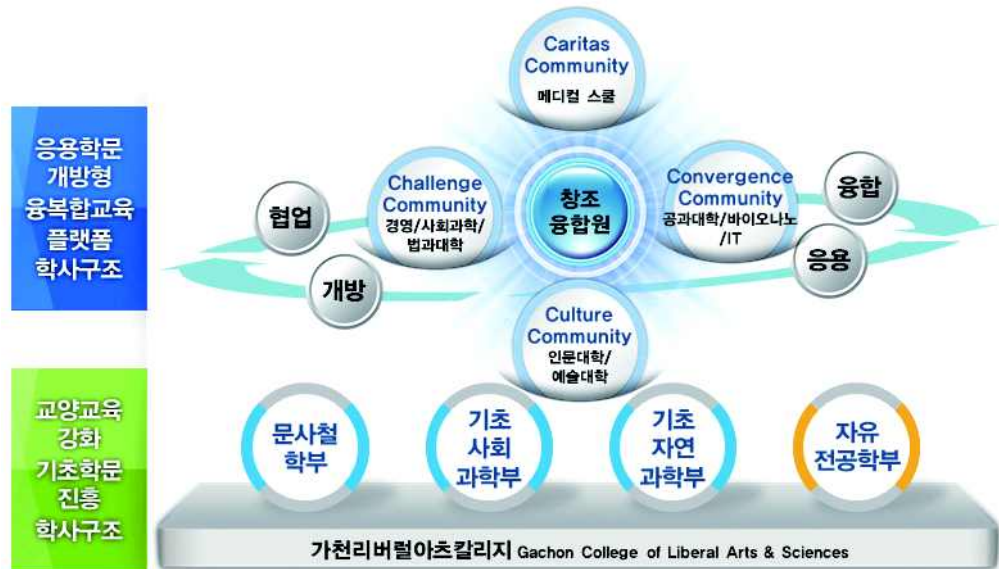 Caritas
Community
메디컬 스쿨
응용학문
개방형
융복합교육
플랫폼
학사구조
협업
개방
Challenge
Community
경영/사회과학/
법과대학
창조
융합원
Convergence
Community
공과대학/바이오나노
/IT
융합
응용
Culture
Community
인문대학/
예술대학
교양교육
강화
기초학문
진흥
학사구조
문사철
학부
기초
사회
과학부
기초
자연
과학부
자유
전공학부
가천리버럴아츠칼리지 Gachon College of Liberal Arts & Sciences